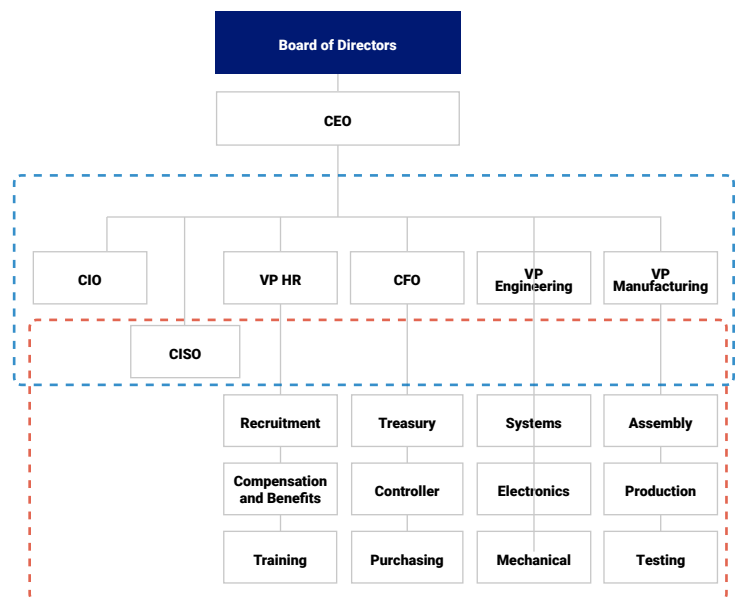 Board of Directors
CEO
CIO
VP HR
CFO
VP
Engineering
VP
Manufacturing
CISO
Recruitment
Treasury
Systems
Assembly
Compensation
and Benefits
Controller
Electronics
Production
Training
Purchasing
Mechanical
Testing